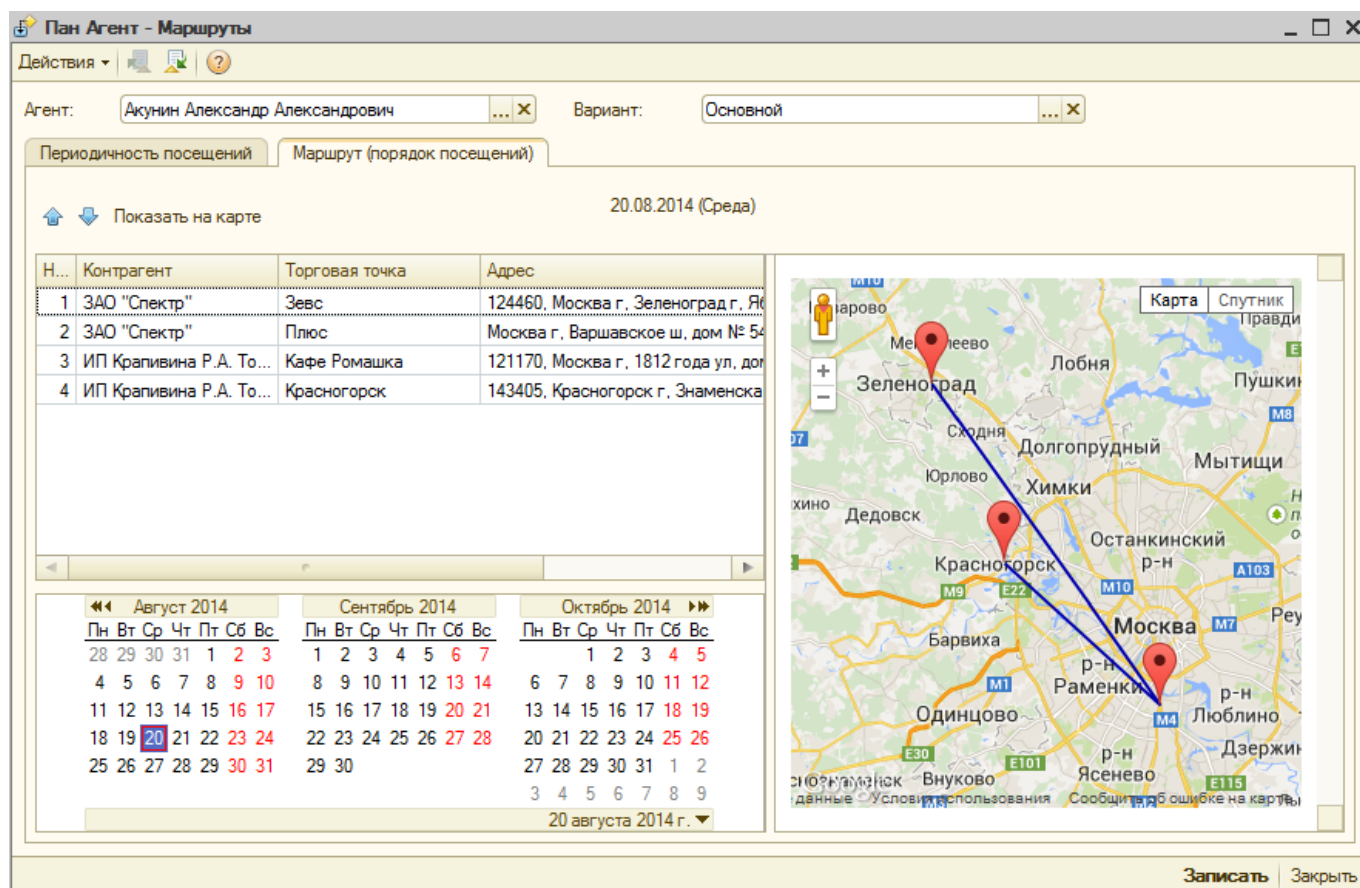 Пан Агент - Маршруты
Действия
Агент: Акунин Александр Александрович ... Вариант: Основной ...
Периодичность посещений Маршрут (порядок посещений)
20.08.2014 (Среда)
Показать на карте
Н... Контрагент Торговая точка Адрес
1 ЗАО "Спектр" Зевс 124460, Москва г, Зеленоград г,
2 ЗАО "Спектр" Плюс Москва г, Варшавское ш, дом № 54
3 ИП Крапивина Р.А. То... Кафе Ромашка 121170, Москва г, 1812 года ул,
4 ИП Крапивина Р.А. То... Красногорск 143405, Красногорск г,
Карта Спутник
M10
Лобня
Зеленоград
M8
Сходня
Долгопрудный
Мытищи
Юрлово
Химки
Дедовск
Останкинский
р-н
Красногорск
A103
M10
M9 E22
Москва M7
Барвиха
р-н
Раменки
M1
р-н
Люблино
Одинцово
M4
E30
E101
р-н
Ясенево
Внуково
E115
данные Условия использования Сообщить об ошибке на карте
Август 2014 Сентябрь 2014 Октябрь 2014
Пн Вт Ср Чт Пт Сб Вс Пн Вт Ср Чт Пт Сб Вс Пн Вт Ср Чт Пт Сб Вс
28 29 30 31 1 2 3 1 2 3 4 5 6 7 1 2 3 4 5
4 5 6 7 8 9 10 8 9 10 11 12 13 14 6 7 8 9 10 11 12
11 12 13 14 15 16 17 15 16 17 18 19 20 21 13 14 15 16 17 18 19
18 19 20 21 22 23 24 22 23 24 25 26 27 28 20 21 22 23 24 25 26
25 26 27 28 29 30 31 29 30 27 28 29 30 31 1 2
3 4 5 6 7 8 9
20 августа 2014 г.
Записать Закрыть